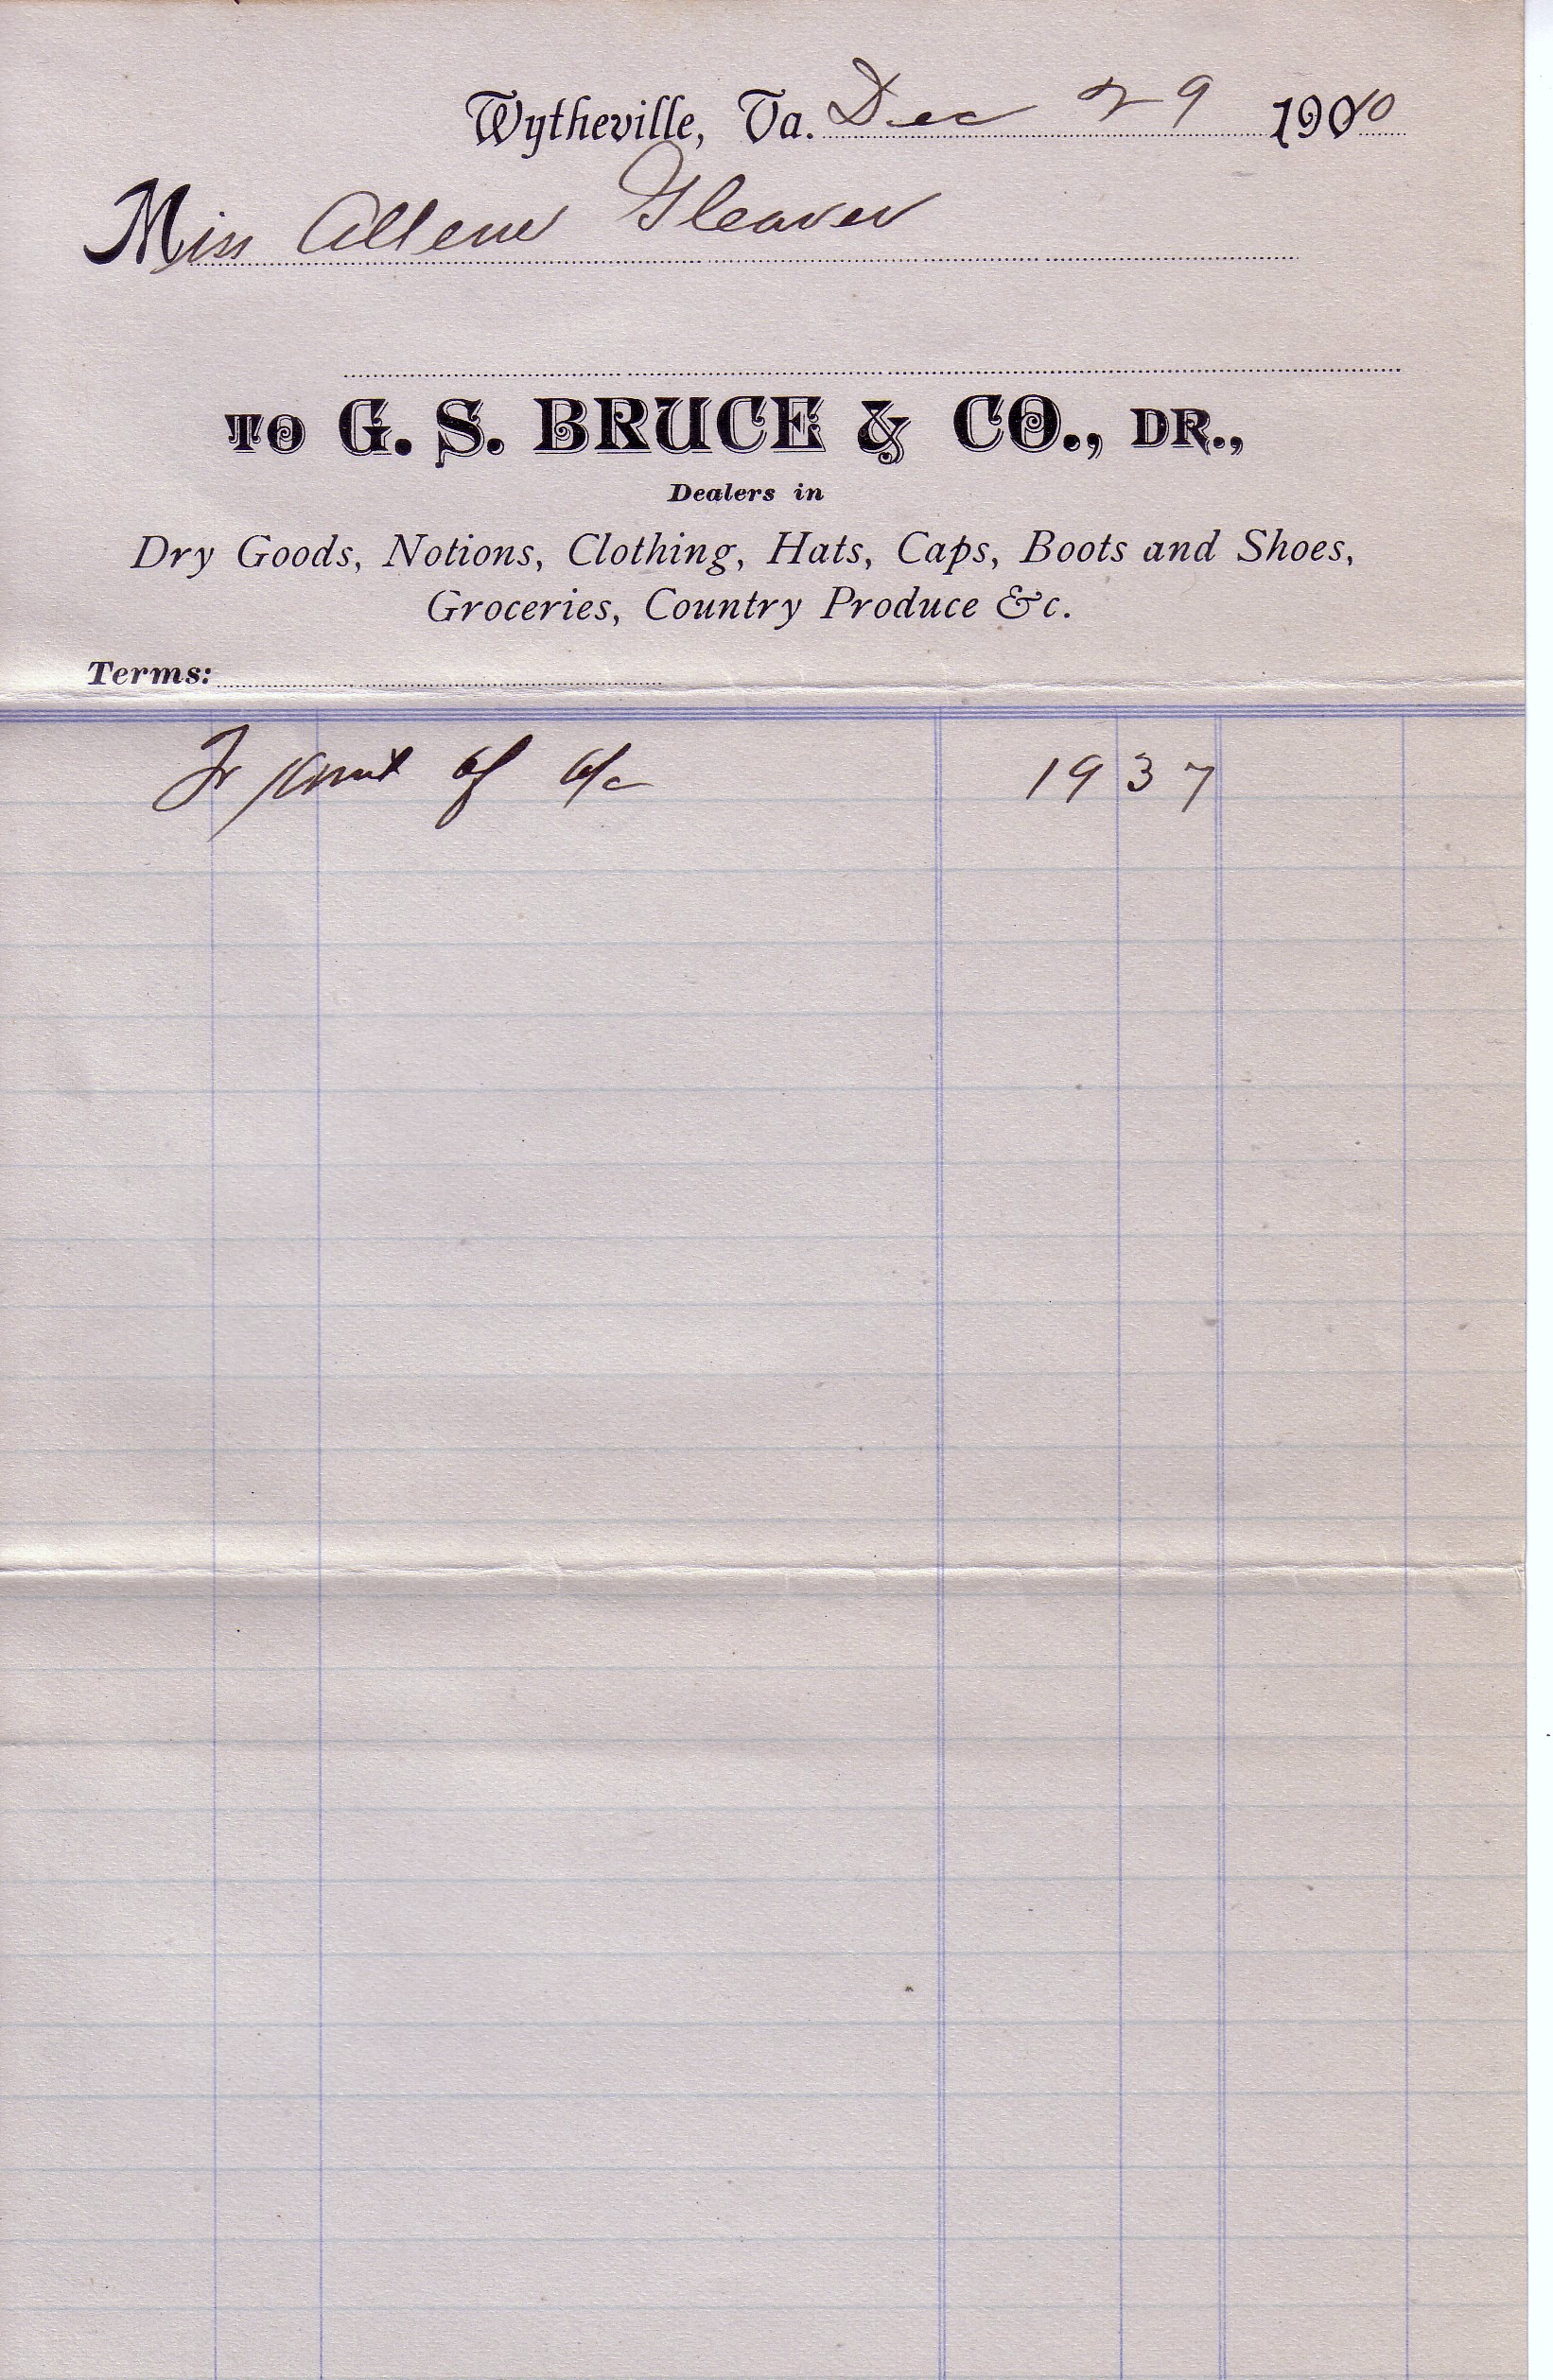 Wytheville, Va. Dec 29 1910
Miss Allene Gleaves
TO G. S. BRUCE & CO., DR.,
Dealers in
Dry Goods, Notions, Clothing, Hats, Caps, Boots and Shoes,
Groceries, Country Produce &c.
Terms:
To amt of a/c 19 37